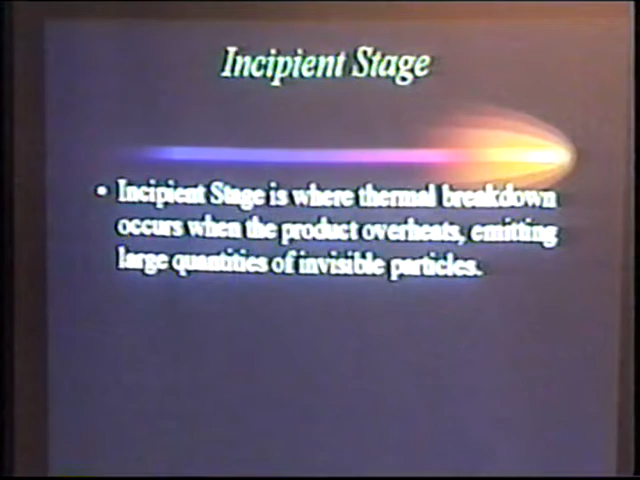 Incipient Stage
• Incipient Stage is where thermal breakdown
occurs when the product overheats, emitting
large quantities of invisible particles.